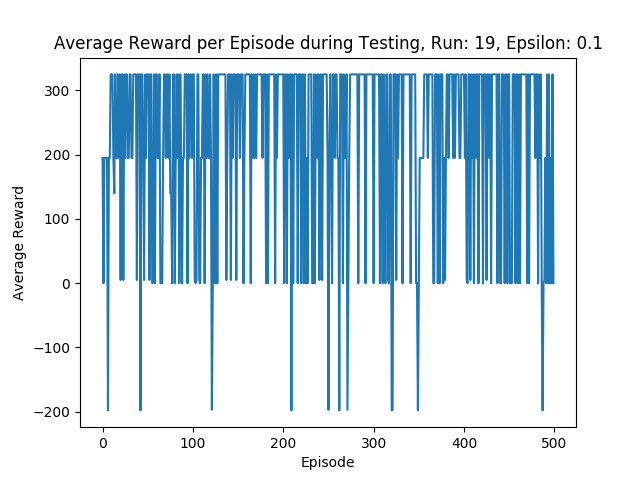 Average Reward per Episode during Testing, Run: 19, Epsilon: 0.1
300
200
100
0
−100
−200
Average Reward
0 100 200 300 400 500
Episode